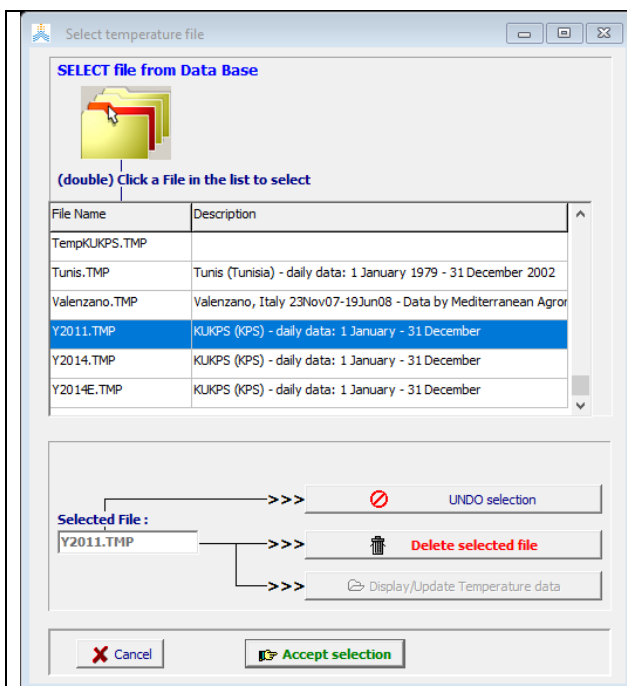 Select temperature file
SELECT file from Data Base
(double) Click a File in the list to select
File Name Description
TempKUKPS.TMP
Tunis.TMP Tunis (Tunisia) - daily data: 1 January 1979 - 31 December 2002
Valenzano.TMP Valenzano, Italy 23Nov07-19Jun08 - Data by Mediterranean Agror
Y2011.TMP KUKPS (KPS) - daily data: 1 January - 31 December
Y2014.TMP KUKPS (KPS) - daily data: 1 January - 31 December
Y2014E.TMP KUKPS (KPS) - daily data: 1 January - 31 December
>>> UNDO selection
Selected File :
Y2011.TMP >>> Delete selected file
>>> Display/Update Temperature data
Cancel Accept selection